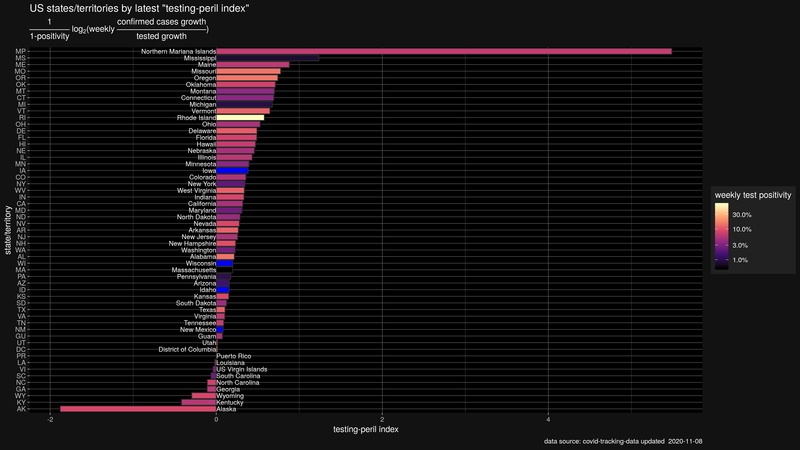 US states/territories by latest "testing-peril index"
1 confirmed cases growth
log₂(weekly )
1-positivity tested growth
MP Northern Mariana Islands
MS Mississippi
ME Maine
MO Missouri
OR Oregon
OK Oklahoma
MT Montana
CT Connecticut
MI Michigan
VT Vermont
RI Rhode Island
OH Ohio
DE Delaware
FL Florida
HI Hawaii
NE Nebraska
IL Illinois
MN Minnesota
IA Iowa
CO Colorado
NY New York
WV West Virginia
IN Indiana
CA California
MD Maryland
ND North Dakota
NV Nevada
AR Arkansas
NJ New Jersey
NH New Hampshire
WA Washington
AL Alabama
WI Wisconsin
MA Massachusetts
PA Pennsylvania
AZ Arizona
ID Idaho
KS Kansas
SD South Dakota
TX Texas
VA Virginia
TN Tennessee
NM New Mexico
GU Guam
UT Utah
DC District of Columbia
PR Puerto Rico
LA Louisiana
VI US Virgin Islands
SC South Carolina
NC North Carolina
GA Georgia
WY Wyoming
KY Kentucky
AK Alaska
state/territory
-2 0 2 4
testing-peril index
weekly test positivity
30.0%
10.0%
3.0%
1.0%
data source: covid-tracking-data updated 2020-11-08